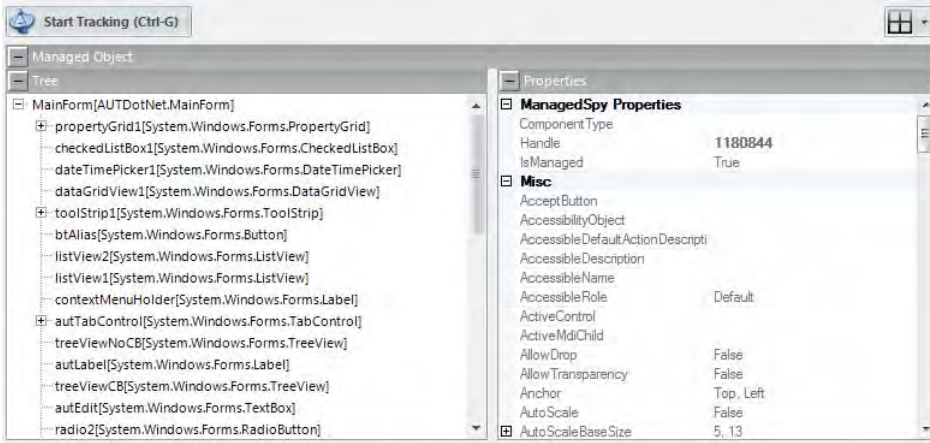 Start Tracking (Ctrl-G)
Managed Object
Tree
MainForm[AUTDotNet.MainForm]
propertyGrid1[System.Windows.Forms.PropertyGrid]
checkedListBox1[System.Windows.Forms.CheckedListBox]
dateTimePicker1[System.Windows.Forms.DateTimePicker]
dataGridView1[System.Windows.Forms.DataGridView]
toolStrip1[System.Windows.Forms.ToolStrip]
btAlias[System.Windows.Forms.Button]
listView2[System.Windows.Forms.ListView]
listView1[System.Windows.Forms.ListView]
contextMenuHolder[System.Windows.Forms.Label]
autTabControl[System.Windows.Forms.TabControl]
treeViewNoCB[System.Windows.Forms.TreeView]
autLabel[System.Windows.Forms.Label]
treeViewCB[System.Windows.Forms.TreeView]
autEdit[System.Windows.Forms.TextBox]
radio2[System.Windows.Forms.RadioButton]
Properties
ManagedSpy Properties
ComponentType
Handle 1180844
IsManaged True
Misc
AcceptButton
AccessibilityObject
AccessibleDefaultActionDescripti
AccessibleDescription
AccessibleName
AccessibleRole Default
ActiveControl
ActiveMdiChild
AllowDrop False
AllowTransparency False
Anchor Top, Left
AutoScale False
AutoScaleBaseSize 5, 13